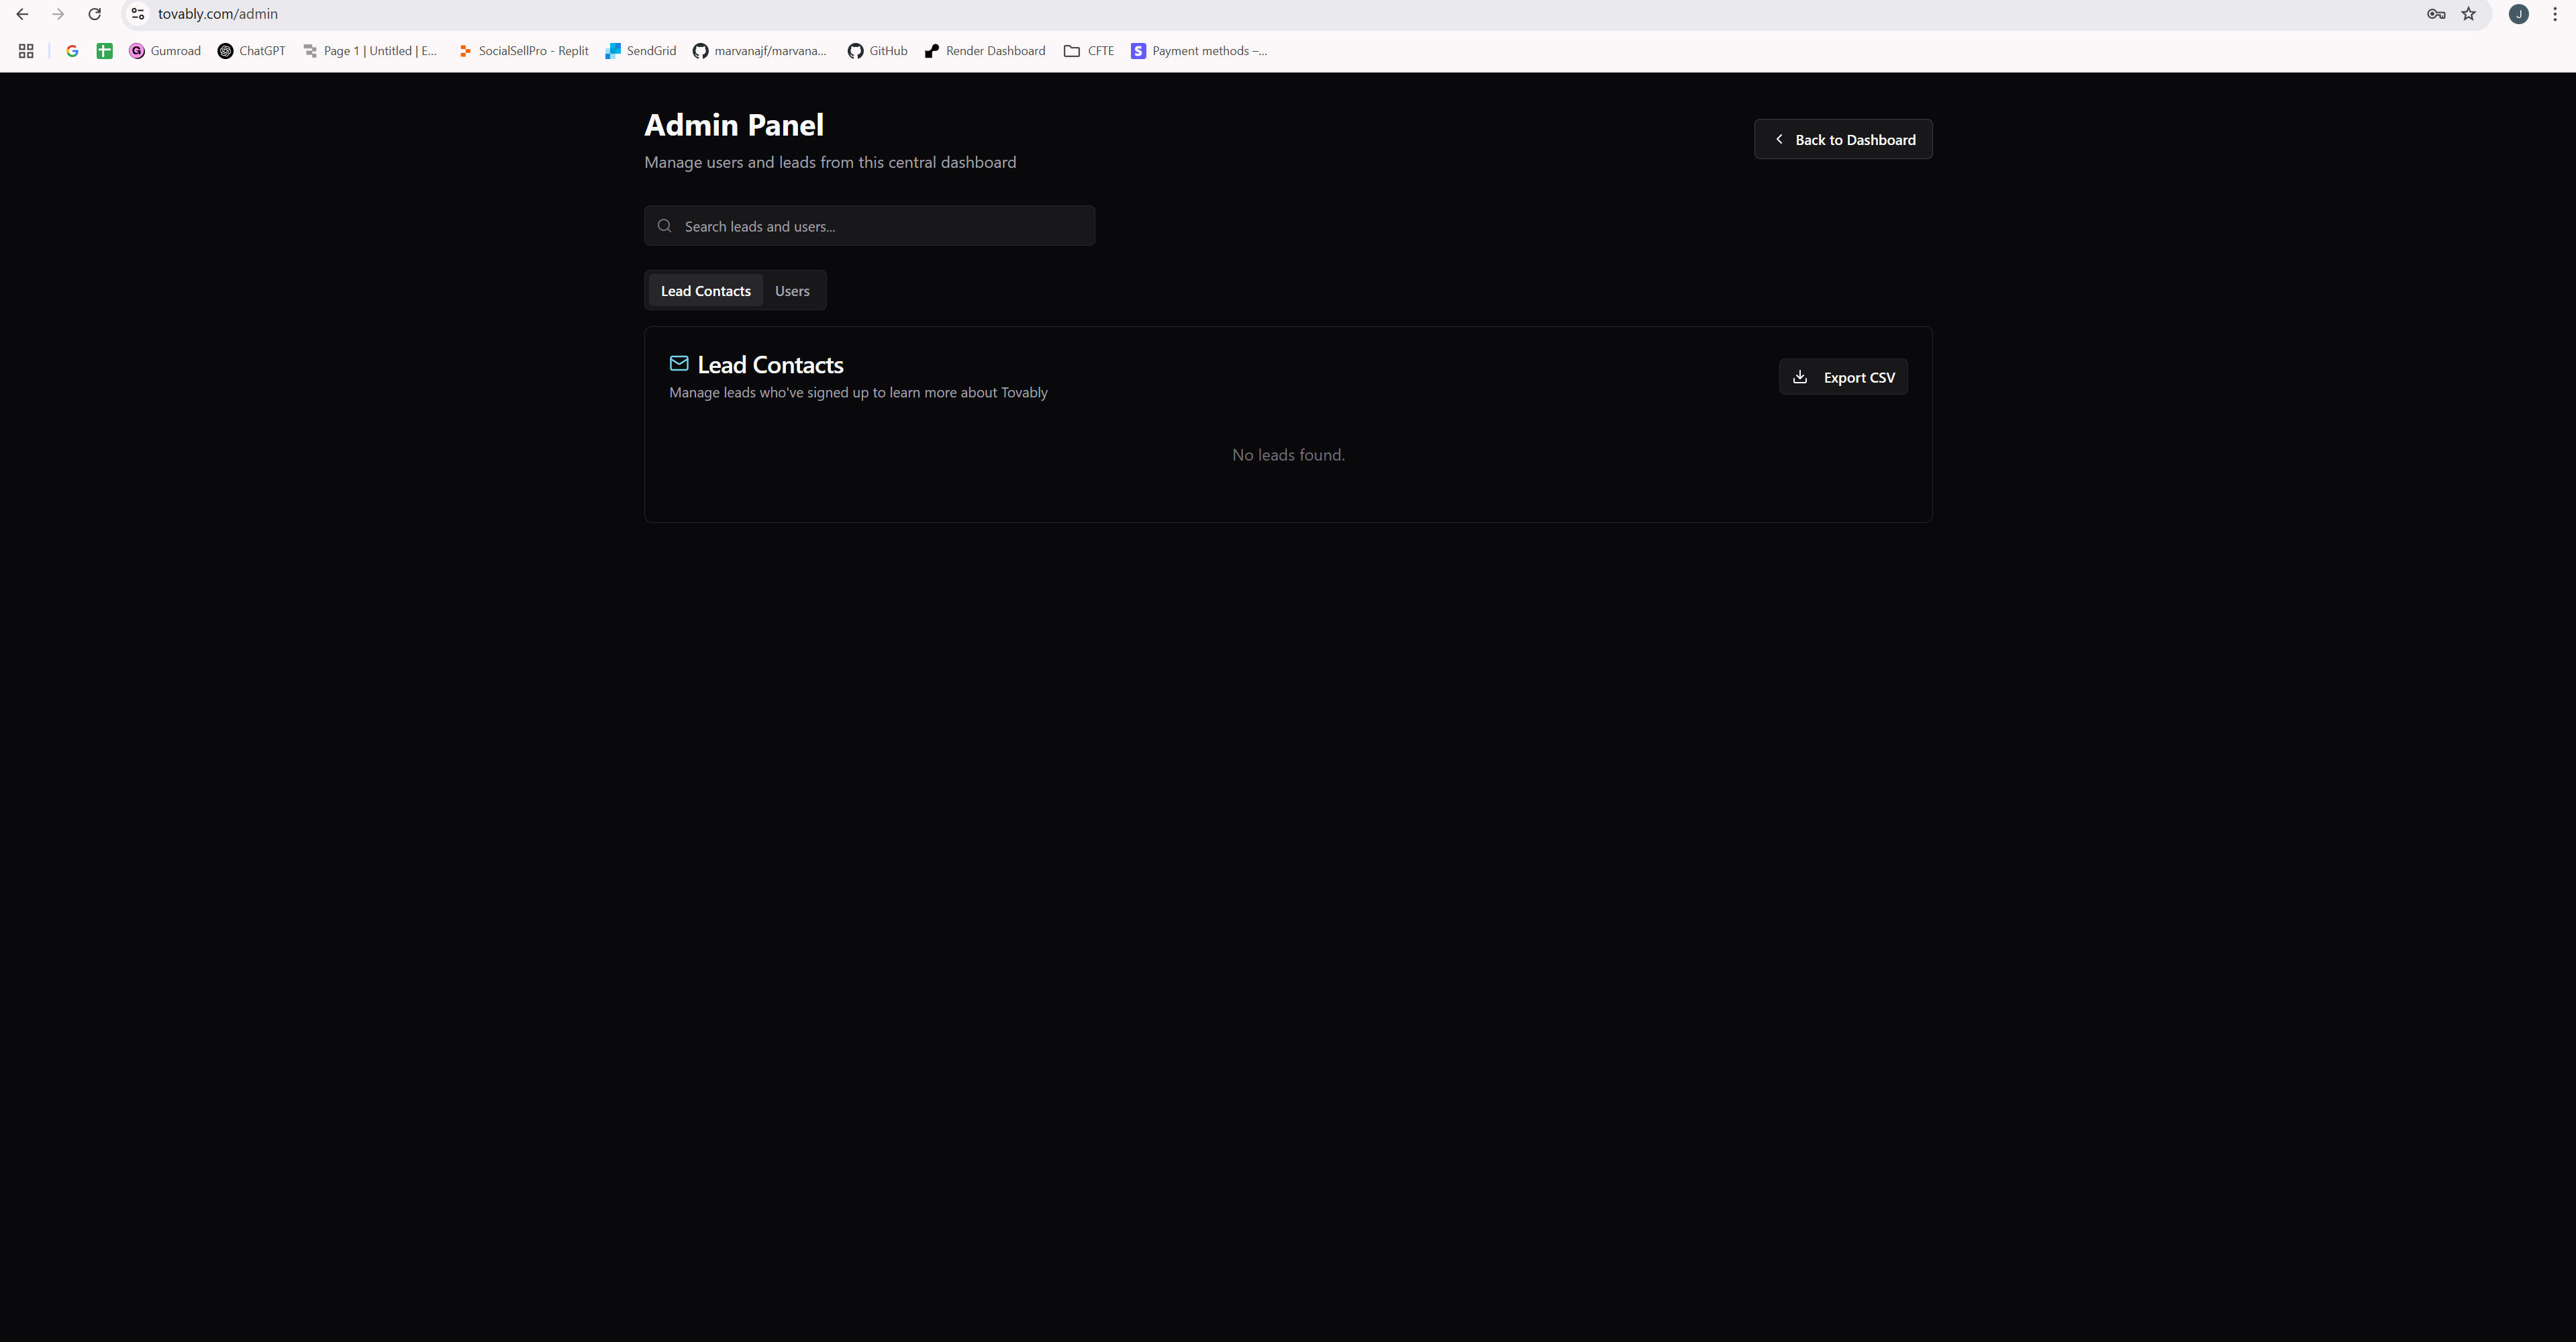 tovably.com/admin
J
Gumroad
ChatGPT
Page 1 | Untitled | E...
SocialSellPro - Replit
SendGrid
marvanajf/marvana...
GitHub
Render Dashboard
CFTE
S
Payment methods –...
Admin Panel
Manage users and leads from this central dashboard
Back to Dashboard
Search leads and users...
Lead Contacts
Users
Lead Contacts
Manage leads who've signed up to learn more about Tovably
Export CSV
No leads found.